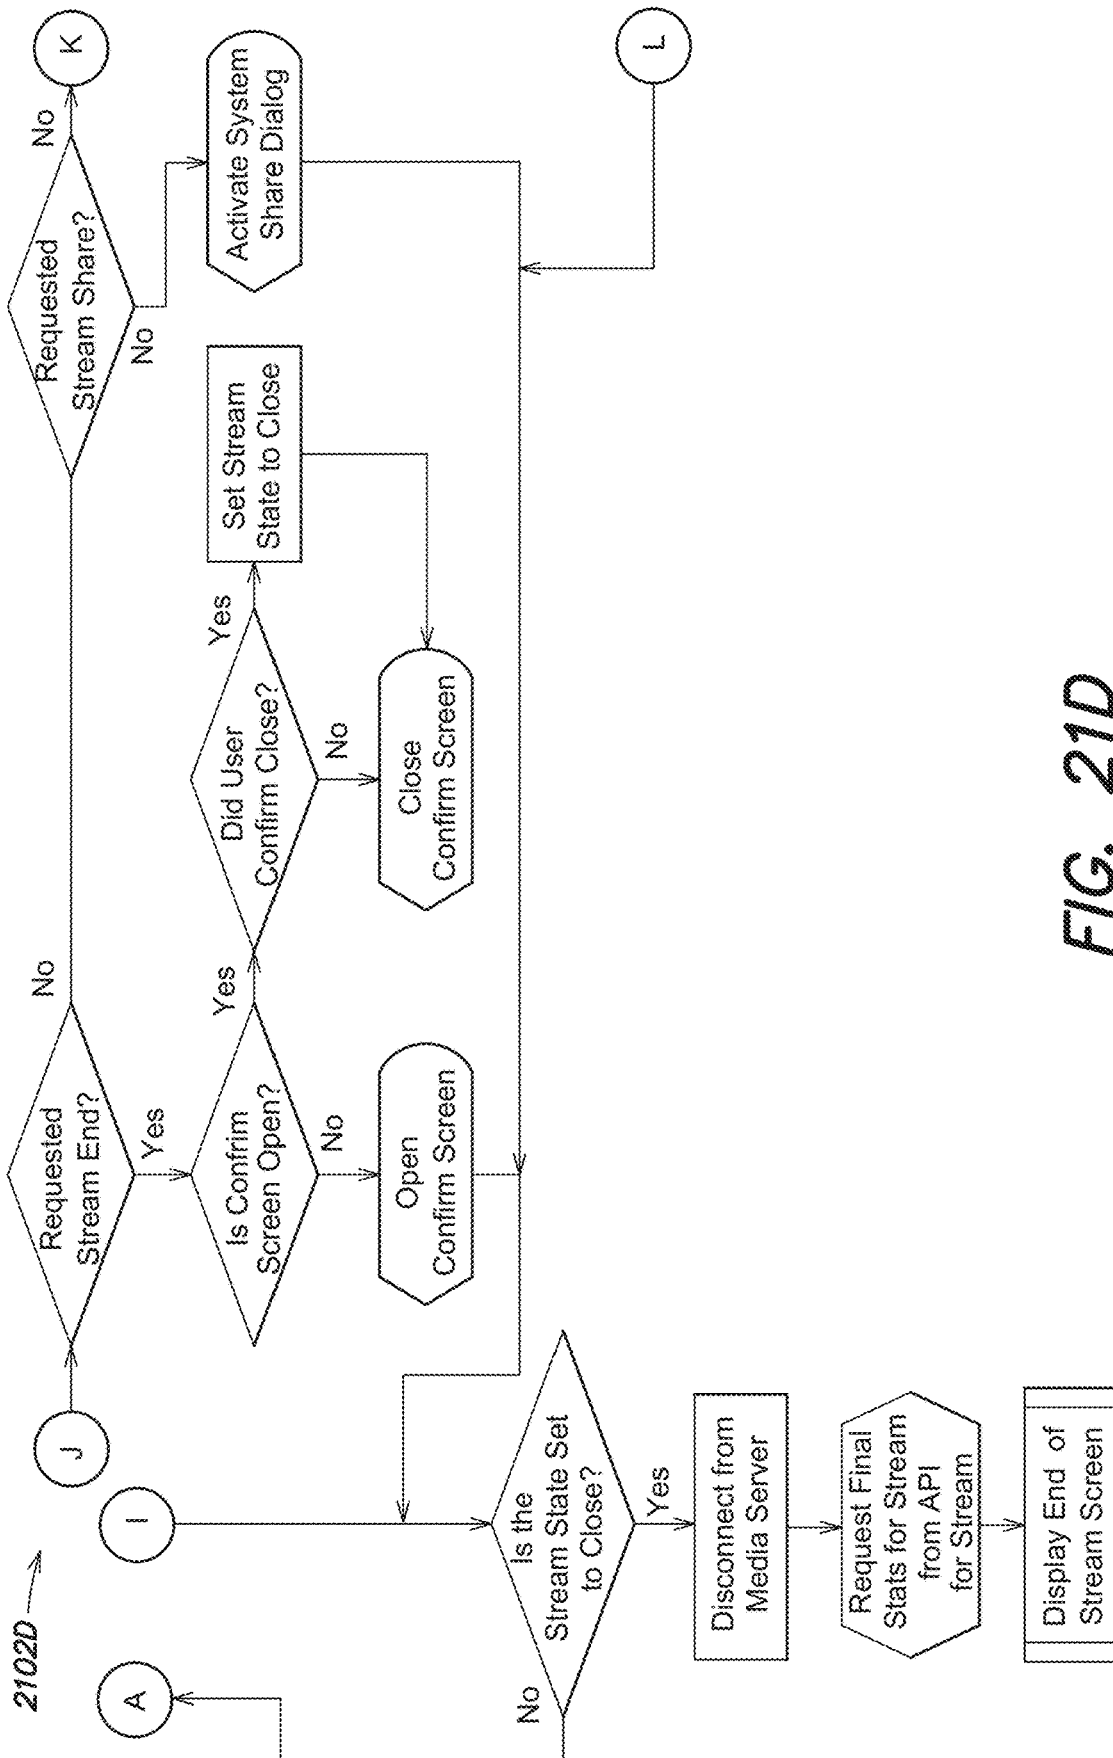 2102D
J
Requested
Stream End?
No
Requested
Stream Share?
No
K
Yes
No
Is Confrim
Screen Open?
Yes
Did User
Confirm Close?
Yes
Set Stream
State to Close
Activate System
Share Dialog
No
No
Open
Confirm Screen
Close
Confirm Screen
A
I
L
Is the
Stream State Set
to Close?
No
Yes
Disconnect from
Media Server
Request Final
Stats for Stream
from API
for Stream
Display End of
Stream Screen
FIG. 21D